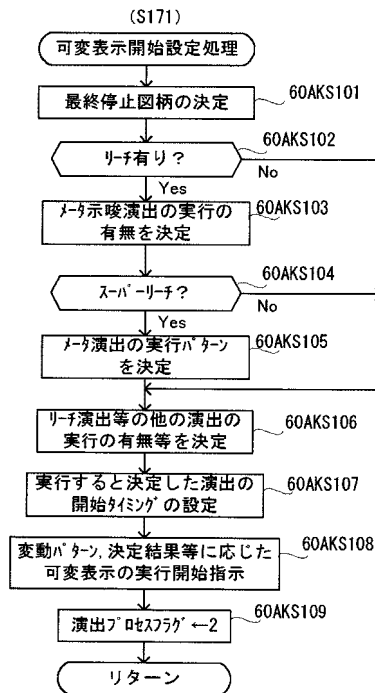 (S171)
可変表示開始設定処理
最終停止図柄の決定
60AKS101
ﾘｰﾁ有り？
60AKS102
No
Yes
ﾒｰﾀ示唆演出の実行の
有無を決定
60AKS103
ｽｰﾊﾟｰﾘｰﾁ？
60AKS104
No
Yes
ﾒｰﾀ演出の実行ﾊﾟﾀｰﾝ
を決定
60AKS105
ﾘｰﾁ演出等の他の演出の
実行の有無等を決定
60AKS106
実行すると決定した演出の
開始ﾀｲﾐﾝｸﾞの設定
60AKS107
変動ﾊﾟﾀｰﾝ,決定結果等に応じた
可変表示の実行開始指示
60AKS108
演出ﾌﾟﾛｾｽﾌﾗｸﾞ←2
60AKS109
リターン